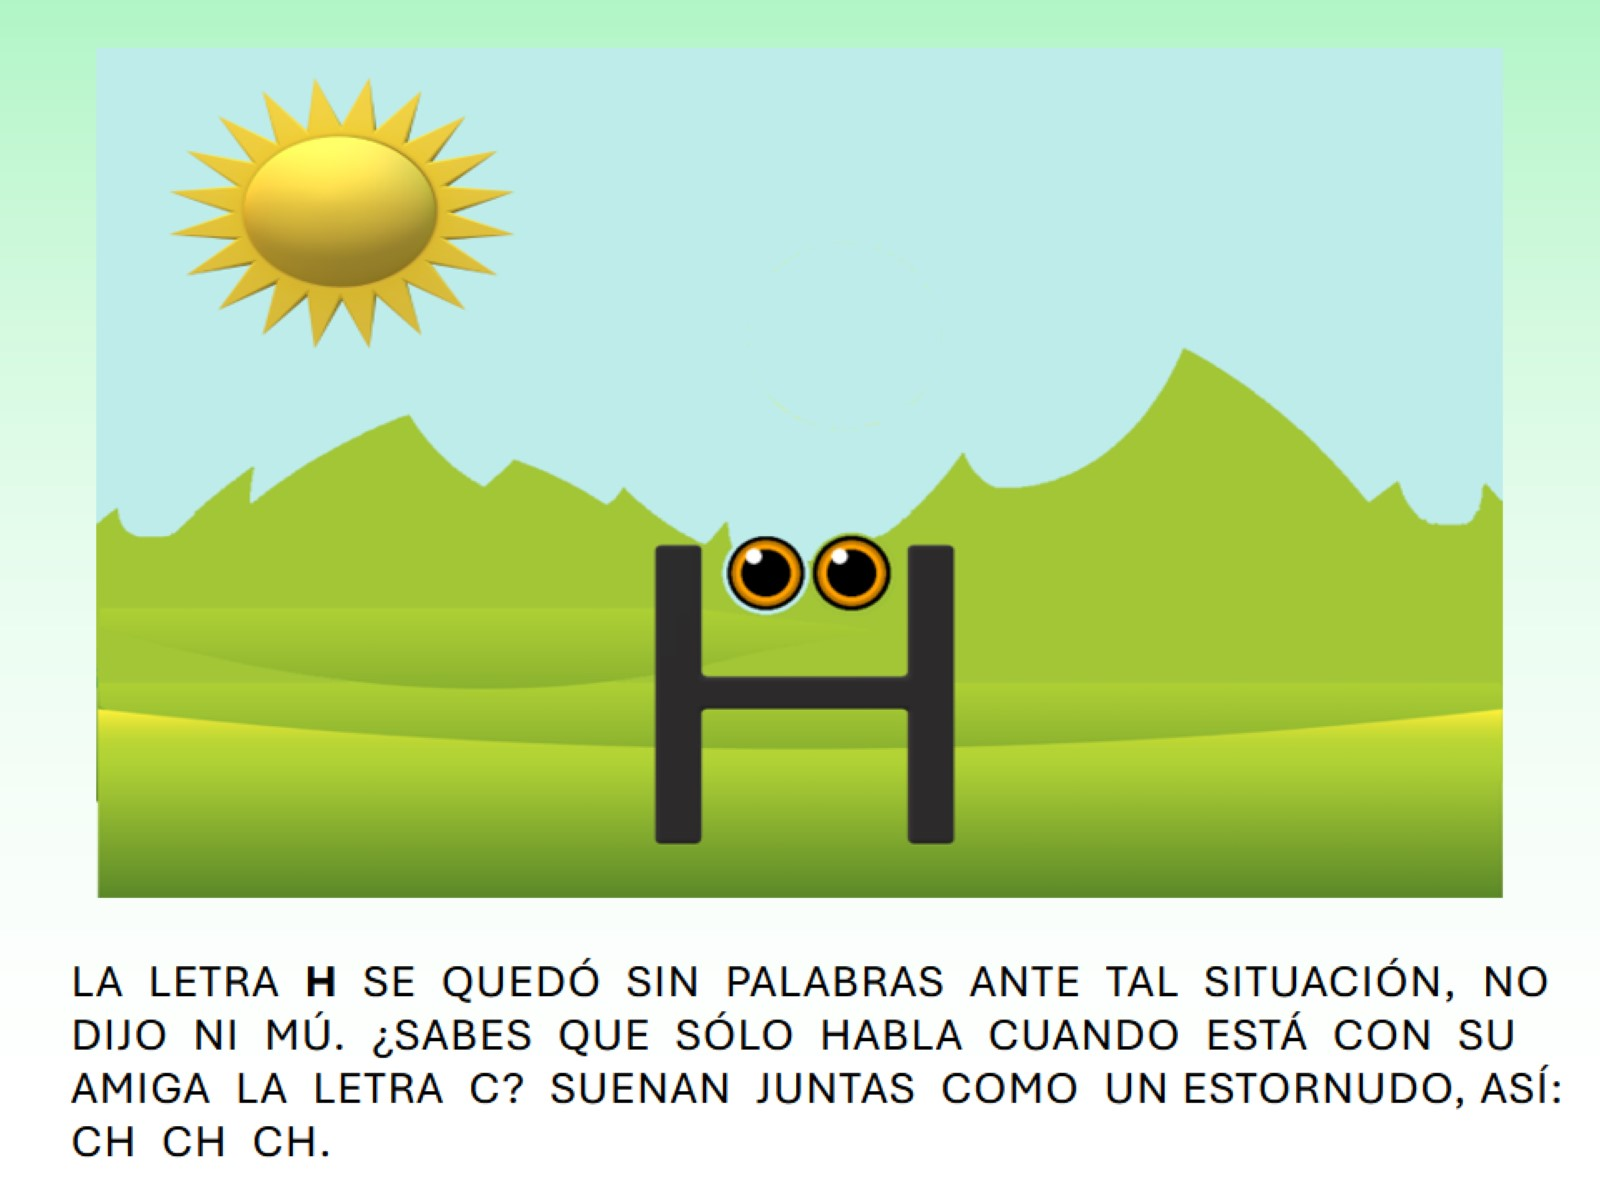 LA LETRA H SE QUEDÓ SIN PALABRAS ANTE TAL SITUACIÓN, NO
DIJO NI MÚ. ¿SABES QUE SÓLO HABLA CUANDO ESTÁ CON SU
AMIGA LA LETRA C? SUENAN JUNTAS COMO UN ESTORNUDO, ASÍ:
CH CH CH.